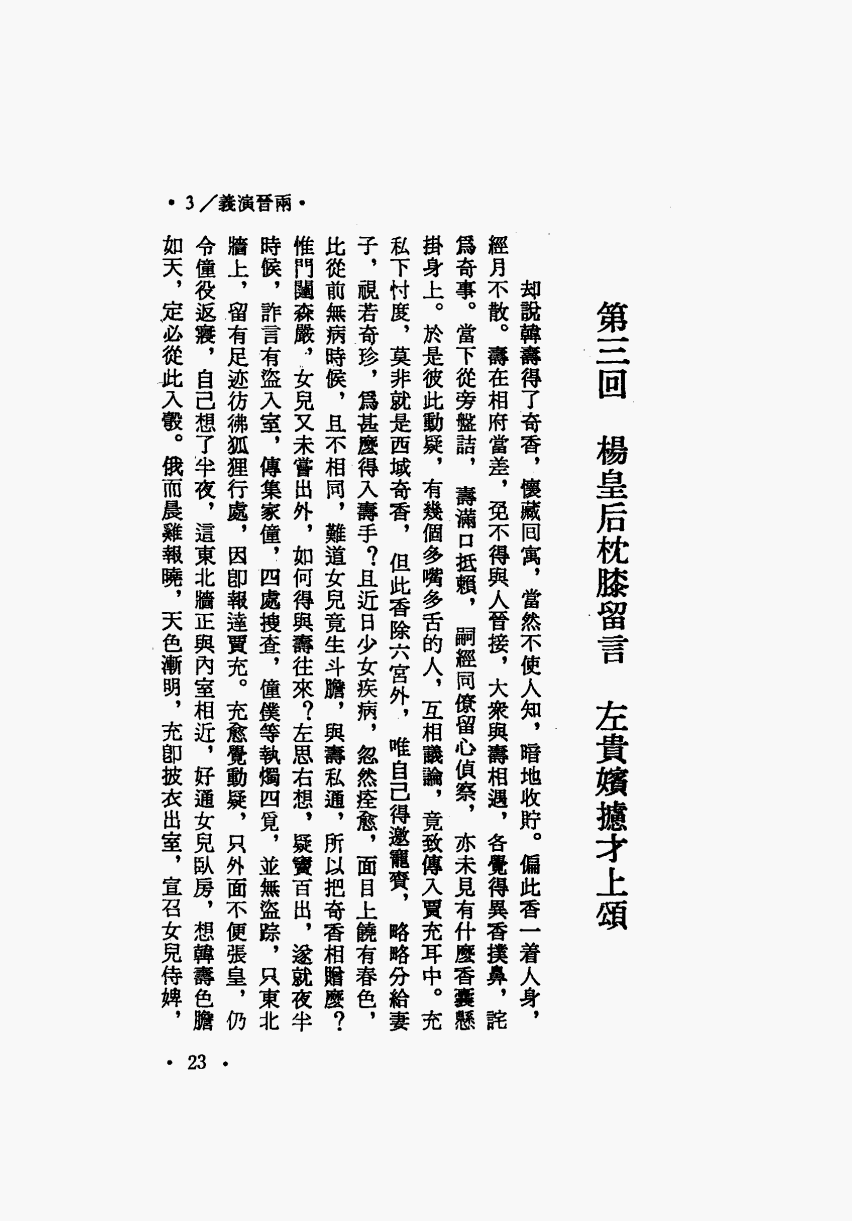 ·兩晉演義／3·
第三回　楊皇后枕膝留言　左貴嬪攄才上頌
却說韓壽得了奇香，懷藏囘寓，當然不使人知，暗地收貯。偏此香一着人身，
經月不散。壽在相府當差，免不得與人晉接，大衆與壽相遇，各覺得異香撲鼻，詫
爲奇事。當下從旁盤詰，壽滿口抵賴，嗣經同僚留心偵察，亦未見有什麼香囊懸
掛身上。於是彼此動疑，有幾個多嘴多舌的人，互相議論，竟致傳入賈充耳中。充
私下忖度，莫非就是西域奇香，但此香除六宮外，唯自己得邀寵賚，略略分給妻
子，視若奇珍，爲甚麼得入壽手？且近日少女疾病，忽然痊愈，面目上饒有春色，
比從前無病時候，且不相同，難道女兒竟生斗膽，與壽私通，所以把奇香相贈麼？
惟門闥森嚴，女兒又未嘗出外，如何得與壽往來？左思右想，疑竇百出，遂就夜半
時候，詐言有盜入室，傳集家僮，四處搜查，僮僕等執燭四覓，並無盜踪，只東北
牆上，留有足迹彷彿狐狸行處，因卽報達賈充。充愈覺動疑，只外面不便張皇，仍
令僮役返寢，自己想了半夜，這東北牆正與內室相近，好通女兒臥房，想韓壽色膽
如天，定必從此入彀。俄而晨雞報曉，天色漸明，充卽披衣出室，宣召女兒侍婢，
· 23 ·